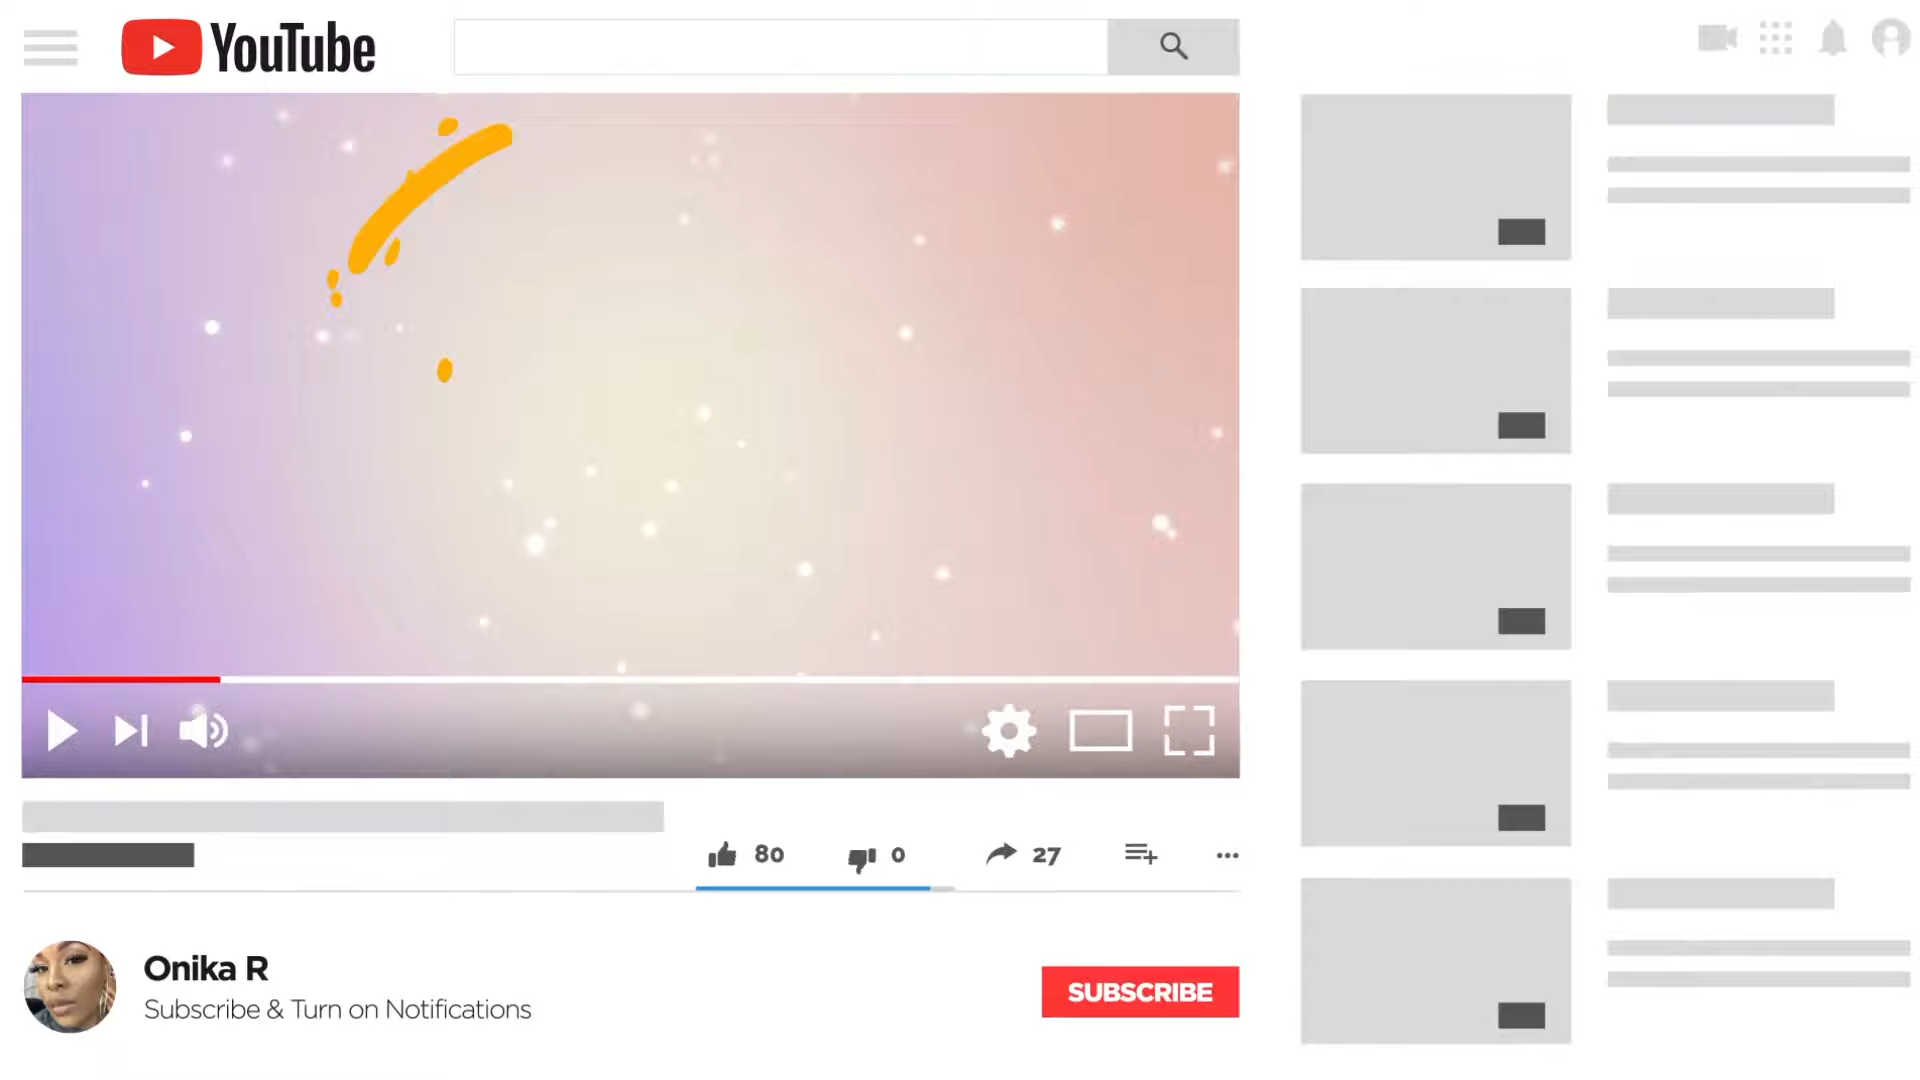 YouTube
80
0
27
Onika R
Subscribe & Turn on Notifications
SUBSCRIBE